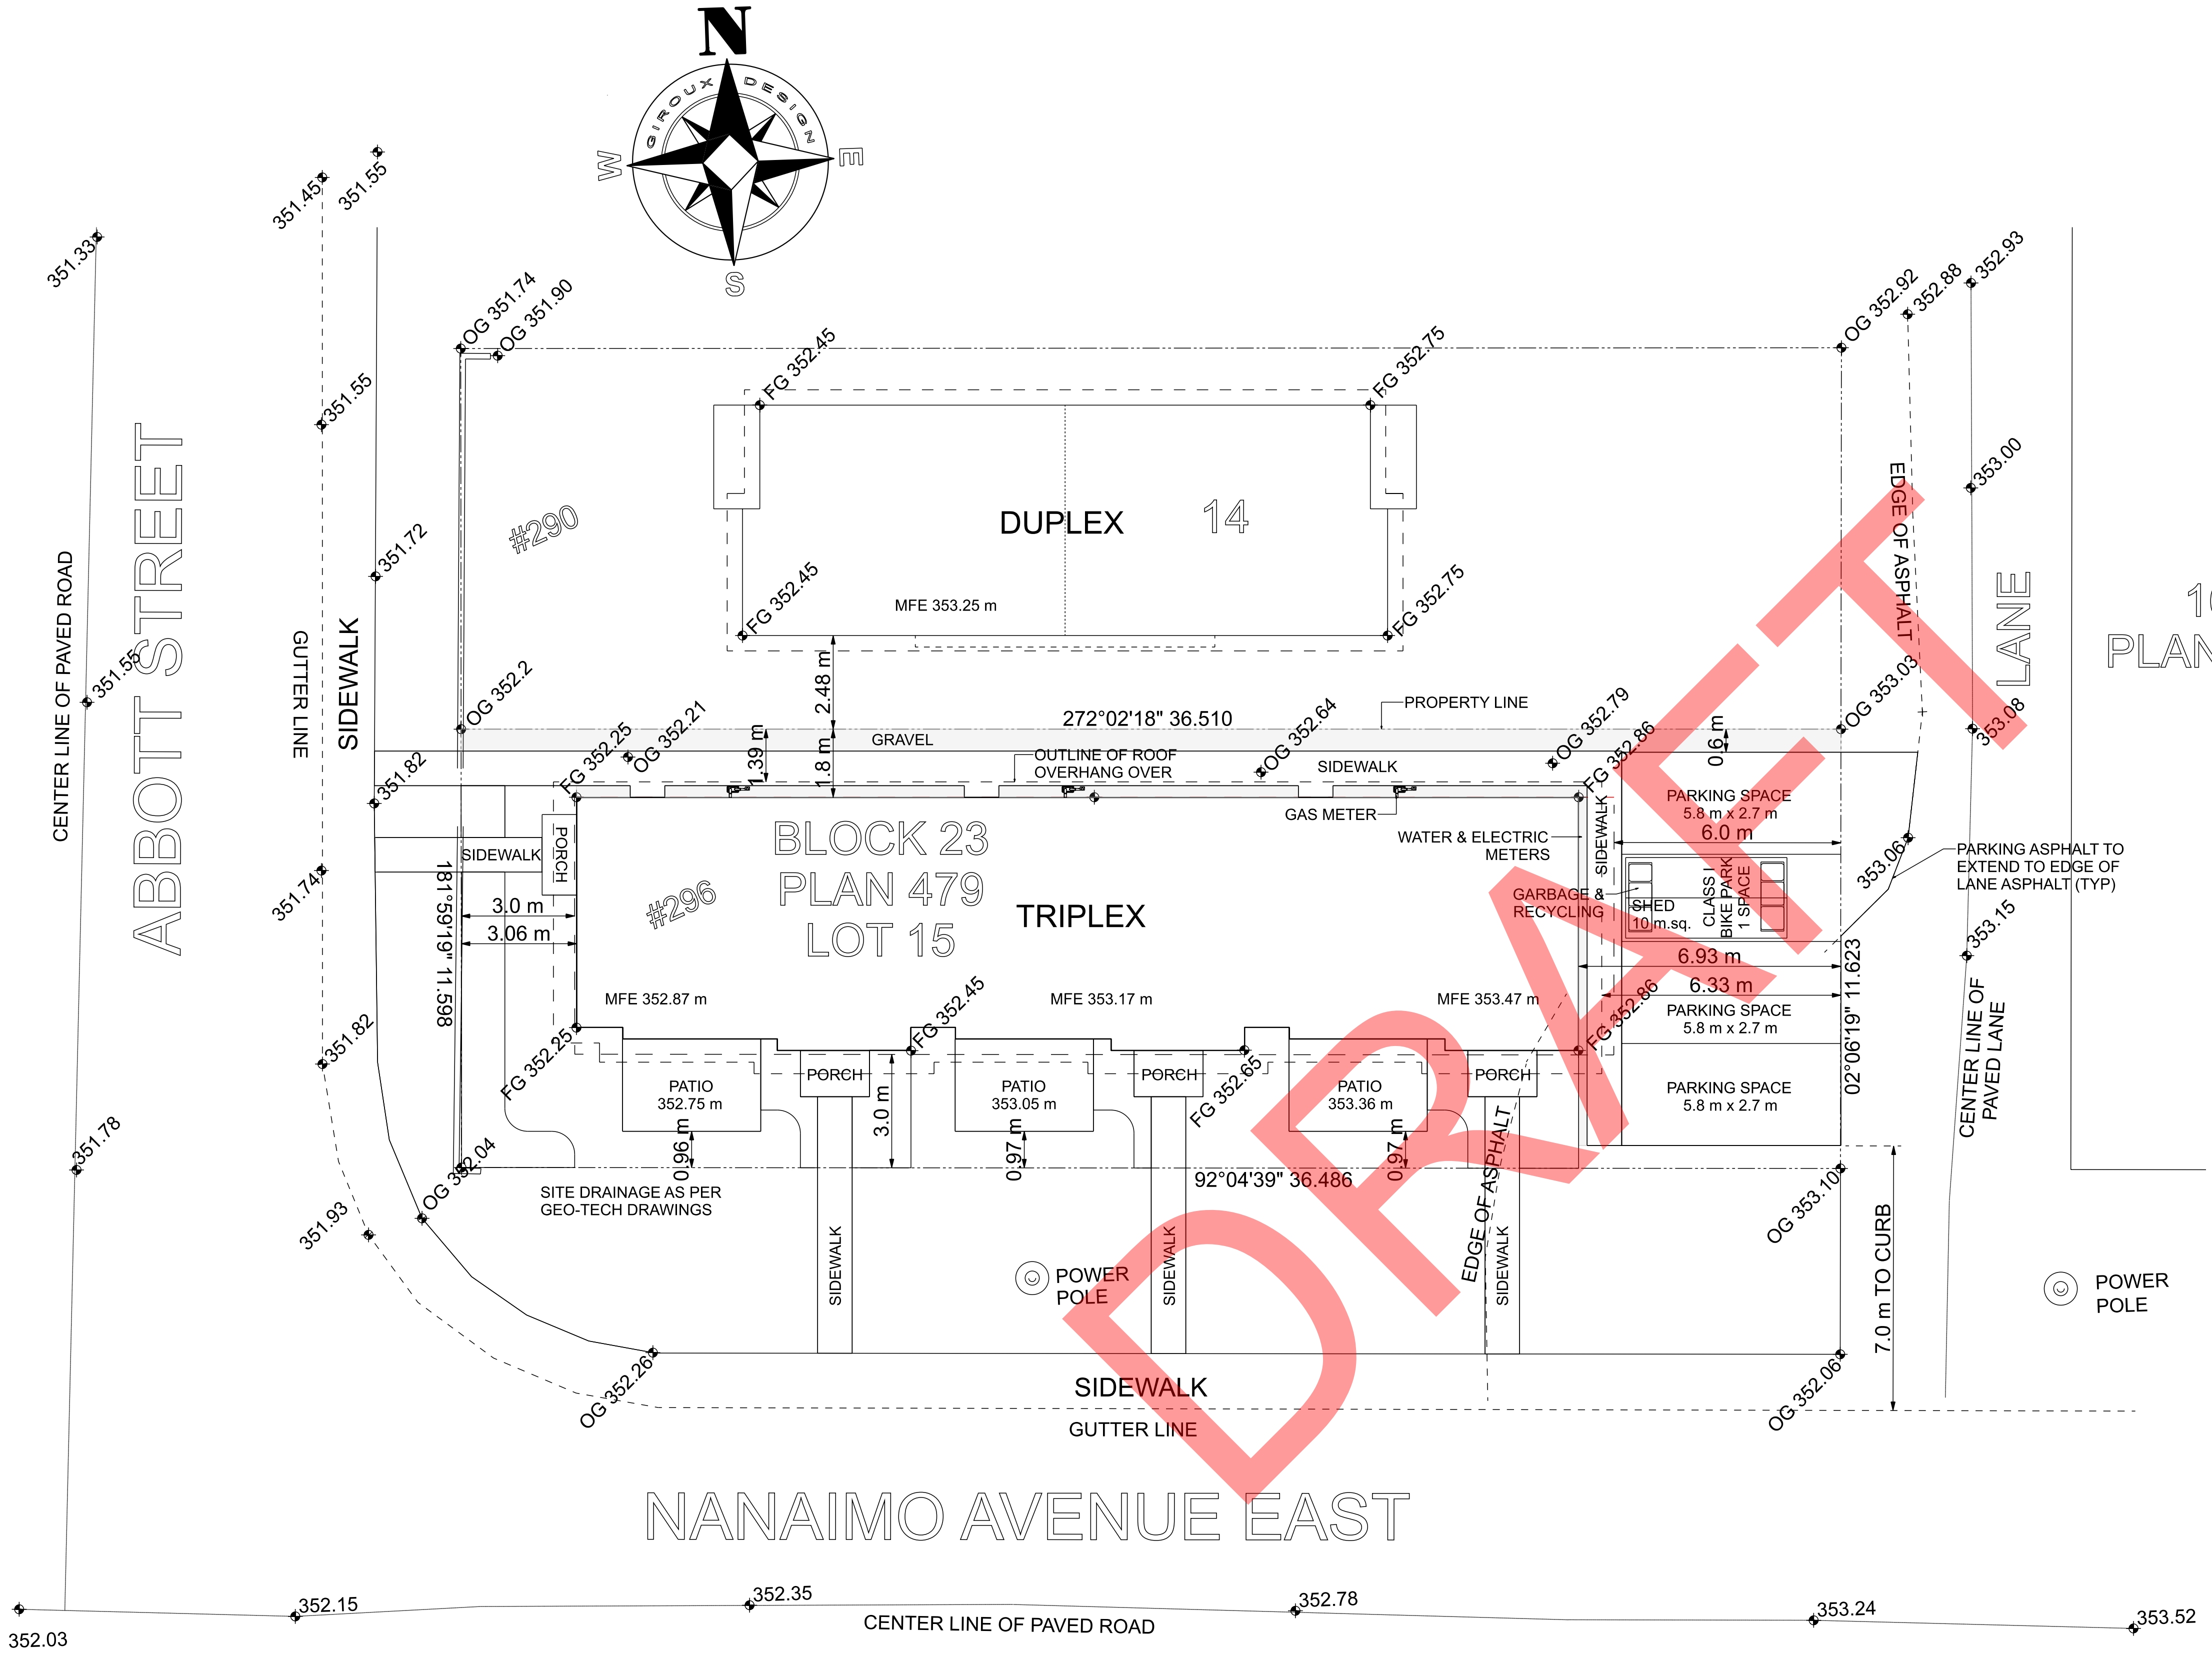 N
GIROUX DESIGN
W
E
S
351.45
351.55
351.33
OG 351.74
OG 351.90
FG 352.45
FG 352.75
OG 352.92
352.88
352.93
351.55
353.00
EDGE OF ASPHALT
#290
DUPLEX
14
351.72
CENTER LINE OF PAVED ROAD
ABBOTT STREET
GUTTER LINE
SIDEWALK
MFE 353.25 m
FG 352.45
FG 352.75
LANE
PLAN
351.55
OG 352.2
2.48 m
272°02'18" 36.510
PROPERTY LINE
OG 353.03
353.08
FG 352.25
OG 352.21
1.39 m
1.8 m
GRAVEL
OUTLINE OF ROOF
OVERHANG OVER
OG 352.64
SIDEWALK
OG 352.79
FG 352.86
0.6 m
351.82
GAS METER
SIDEWALK
PARKING SPACE
5.8 m x 2.7 m
6.0 m
BLOCK 23
PLAN 479
LOT 15
WATER & ELECTRIC
METERS
PORCH
SIDEWALK
#296
TRIPLEX
353.06
PARKING ASPHALT TO
EXTEND TO EDGE OF
LANE ASPHALT (TYP)
351.74
3.0 m
3.06 m
181°59'19" 11.598
GARBAGE &
RECYCLING
SHED
10 m.sq.
CLASS I
BIKE PARK
1 SPACE
353.15
6.93 m
6.33 m
02°06'19" 11.623
MFE 352.87 m
FG 352.45
MFE 353.17 m
MFE 353.47 m
FG 352.86
PARKING SPACE
5.8 m x 2.7 m
CENTER LINE OF
PAVED LANE
351.82
FG 352.25
PATIO
352.75 m
PORCH
3.0 m
PATIO
353.05 m
PORCH
FG 352.65
PATIO
353.36 m
PORCH
PARKING SPACE
5.8 m x 2.7 m
351.78
0.96 m
0.97 m
0.97 m
92°04'39" 36.486
OG 352.04
SITE DRAINAGE AS PER
GEO-TECH DRAWINGS
EDGE OF ASPHALT
OG 353.10
351.93
SIDEWALK
SIDEWALK
SIDEWALK
POWER
POLE
7.0 m TO CURB
POWER
POLE
OG 352.26
SIDEWALK
OG 352.06
GUTTER LINE
NANAIMO AVENUE EAST
352.03
352.15
352.35
352.78
353.24
353.52
CENTER LINE OF PAVED ROAD
DRAFT